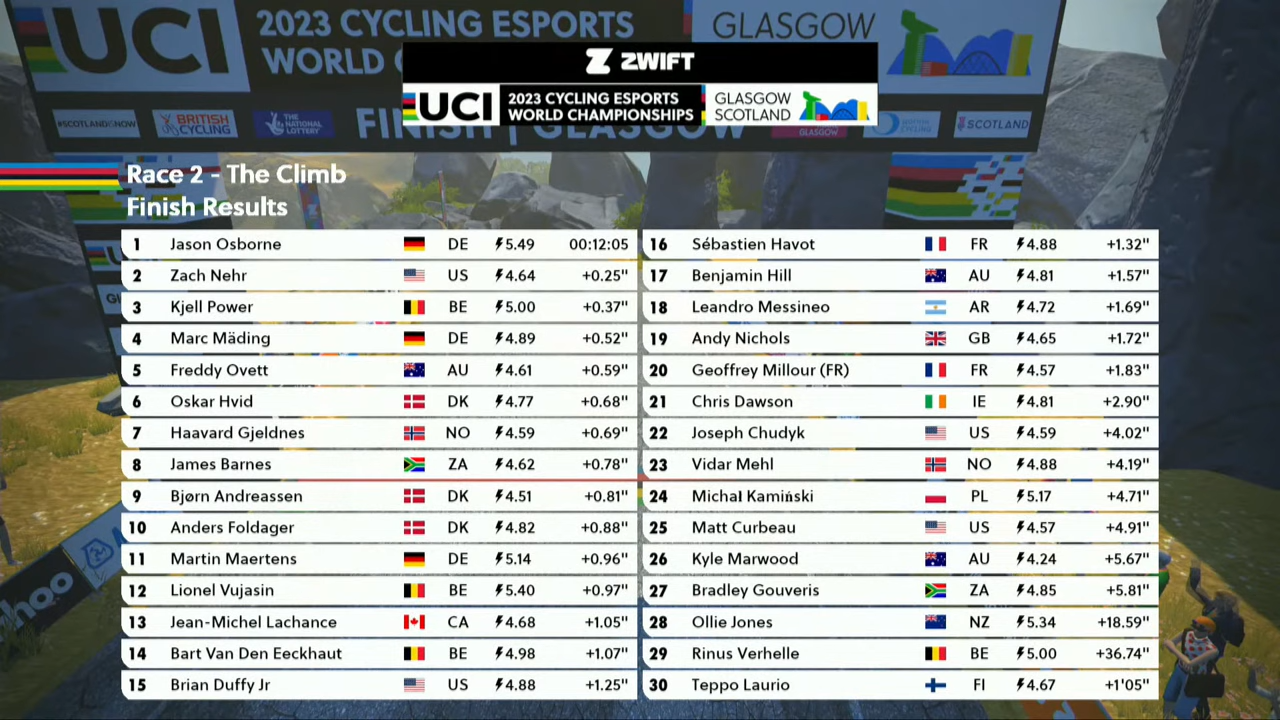 UCI
2023 CYCLING ESPORTS
WORLD
GLASGOW
ZWIFT
UCI
2023 CYCLING ESPORTS
WORLD CHAMPIONSHIPS
GLASGOW
SCOTLAND
#SCOTLANDISNOW
BRITISH
CYCLING
THE
NATIONAL
LOTTERY
FINISH | GLASGOW
GLASGOW
CYCLING
SCOTLAND
Race 2 - The Climb
Finish Results
1 Jason Osborne DE 5.49 00:12:05
2 Zach Nehr US 4.64 +0.25"
3 Kjell Power BE 5.00 +0.37"
4 Marc Mäding DE 4.89 +0.52"
5 Freddy Ovett AU 4.61 +0.59"
6 Oskar Hvid DK 4.77 +0.68"
7 Haavard Gjeldnes NO 4.59 +0.69"
8 James Barnes ZA 4.62 +0.78"
9 Bjørn Andreassen DK 4.51 +0.81"
10 Anders Foldager DK 4.82 +0.88"
11 Martin Maertens DE 5.14 +0.96"
12 Lionel Vujasin BE 5.40 +0.97"
13 Jean-Michel Lachance CA 4.68 +1.05"
14 Bart Van Den Eeckhaut BE 4.98 +1.07"
15 Brian Duffy Jr US 4.88 +1.25"
16 Sébastien Havot FR 4.88 +1.32"
17 Benjamin Hill AU 4.81 +1.57"
18 Leandro Messineo AR 4.72 +1.69"
19 Andy Nichols GB 4.65 +1.72"
20 Geoffrey Millour (FR) FR 4.57 +1.83"
21 Chris Dawson IE 4.81 +2.90"
22 Joseph Chudyk US 4.59 +4.02"
23 Vidar Mehl NO 4.88 +4.19"
24 Michał Kamiński PL 5.17 +4.71"
25 Matt Curbeau US 4.57 +4.91"
26 Kyle Marwood AU 4.24 +5.67"
27 Bradley Gouveris ZA 4.85 +5.81"
28 Ollie Jones NZ 5.34 +18.59"
29 Rinus Verhelle BE 5.00 +36.74"
30 Teppo Laurio FI 4.67 +1'05"
hoo